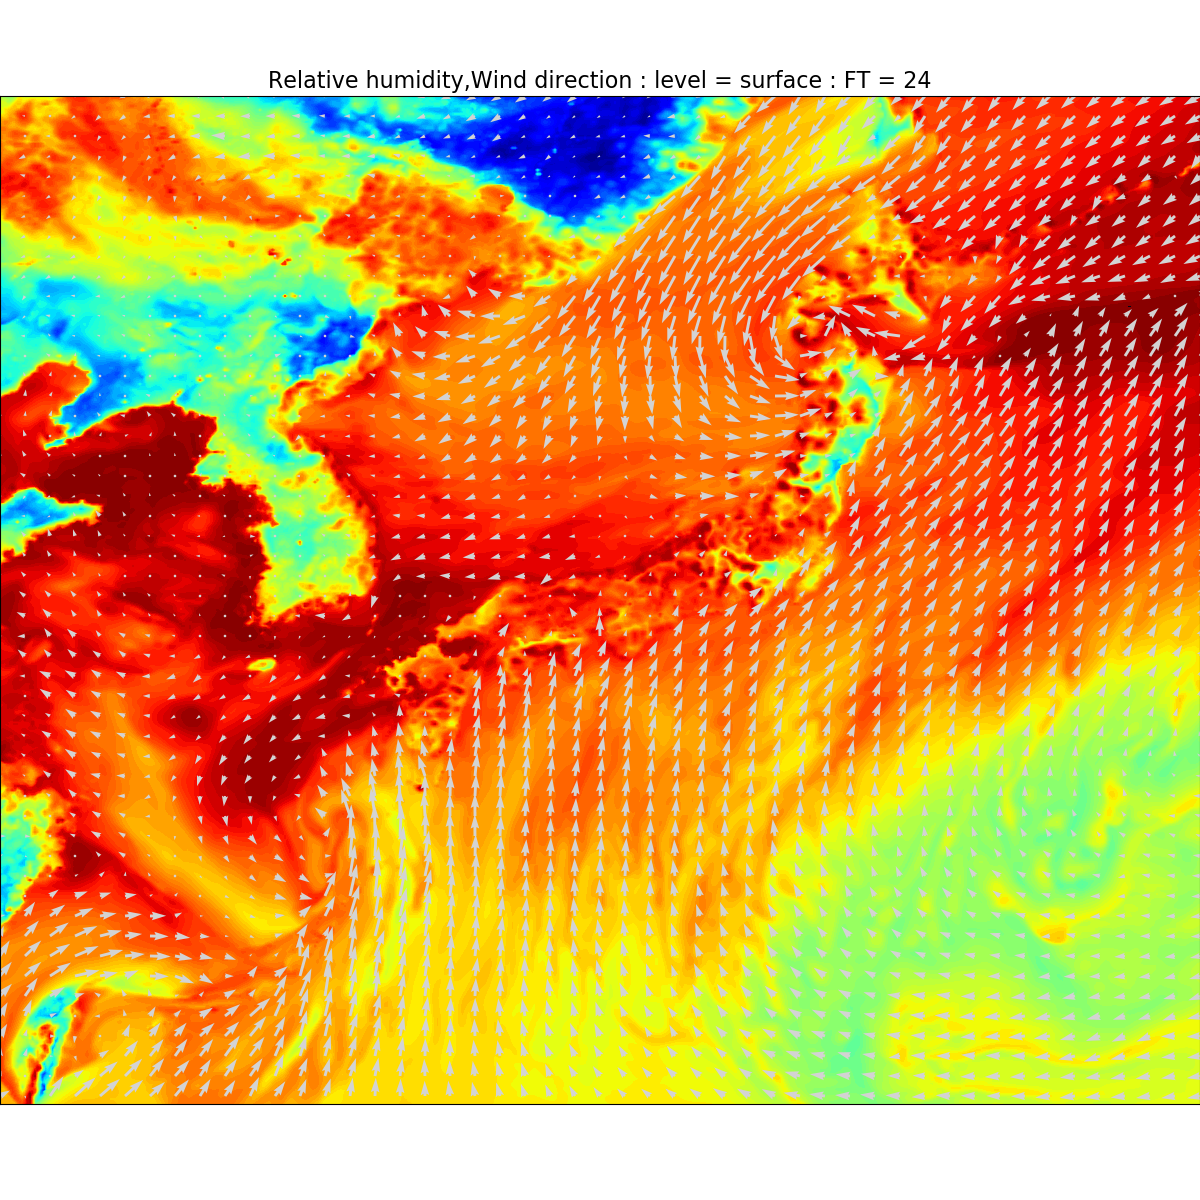 Relative humidity,Wind direction : level = surface : FT = 24